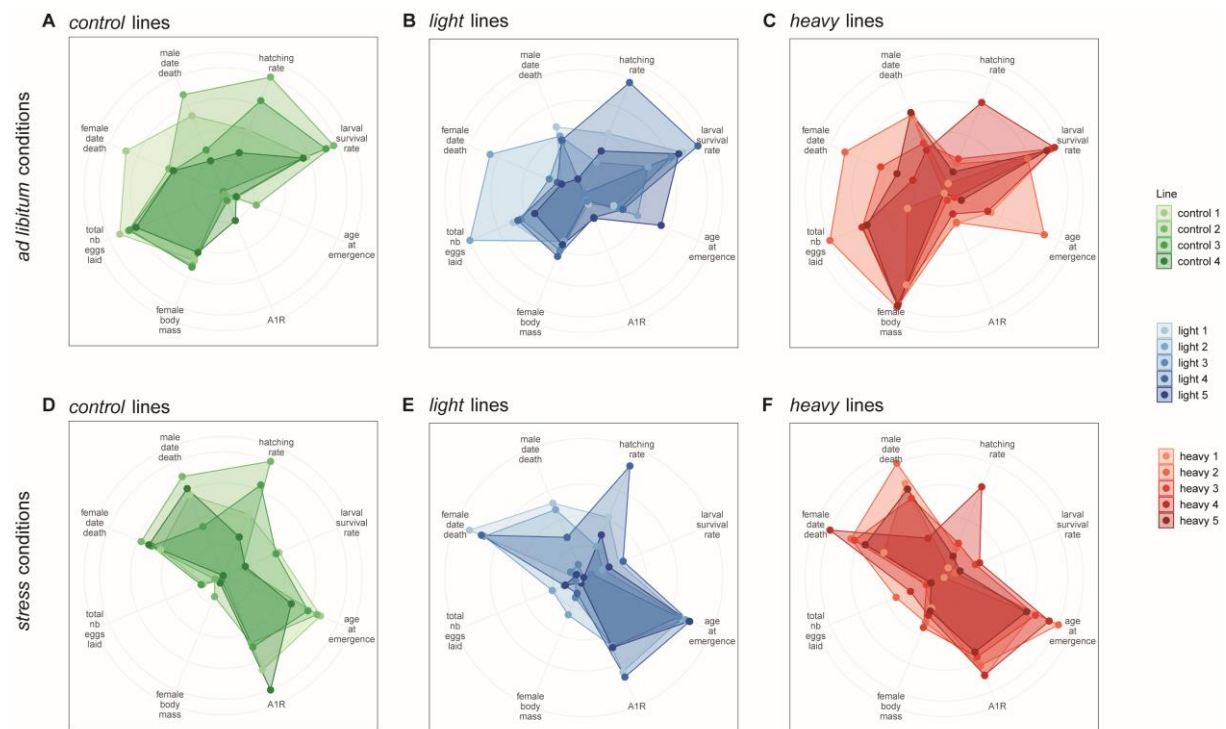 A control lines
B light lines
C heavy lines
ad libitum conditions
male
date
death
hatching
rate
female
date
death
larval
survival
rate
total
nb
eggs
laid
age
at
emergence
female
body
mass
A1R
male
date
death
hatching
rate
female
date
death
larval
survival
rate
total
nb
eggs
laid
age
at
emergence
female
body
mass
A1R
male
date
death
hatching
rate
female
date
death
larval
survival
rate
total
nb
eggs
laid
age
at
emergence
female
body
mass
A1R
Line
control 1
control 2
control 3
control 4
light 1
light 2
light 3
light 4
light 5
heavy 1
heavy 2
heavy 3
heavy 4
heavy 5
D control lines
E light lines
F heavy lines
stress conditions
male
date
death
hatching
rate
female
date
death
larval
survival
rate
total
nb
eggs
laid
age
at
emergence
female
body
mass
A1R
male
date
death
hatching
rate
female
date
death
larval
survival
rate
total
nb
eggs
laid
age
at
emergence
female
body
mass
A1R
male
date
death
hatching
rate
female
date
death
larval
survival
rate
total
nb
eggs
laid
age
at
emergence
female
body
mass
A1R